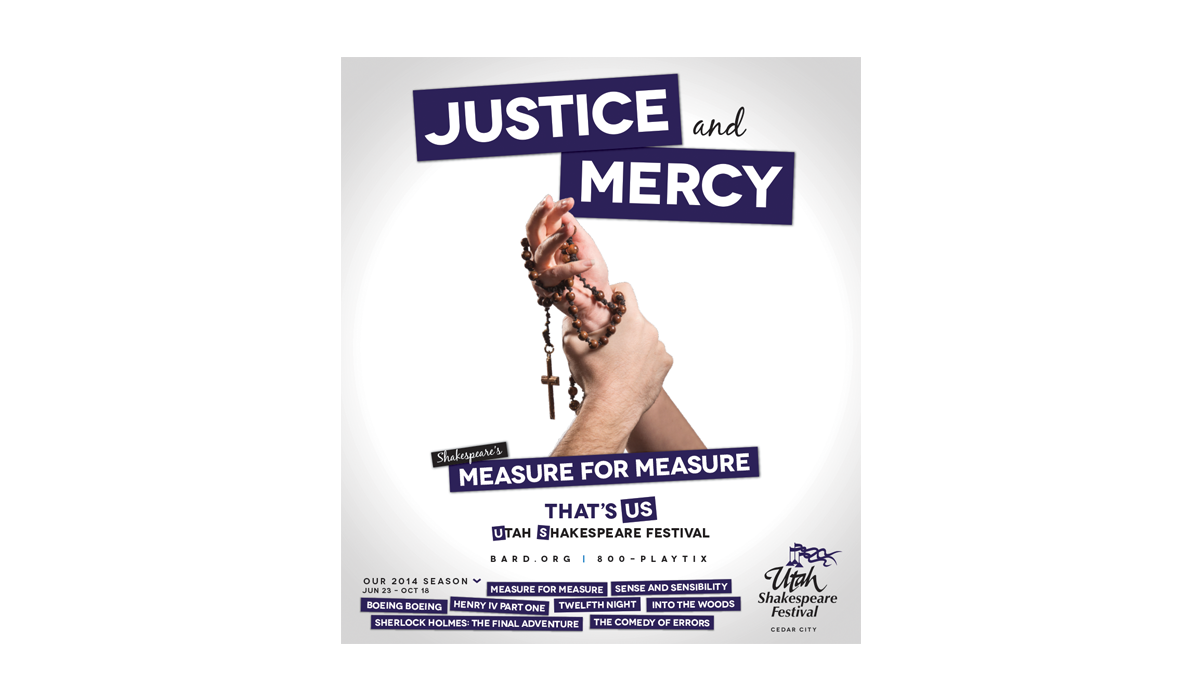 JUSTICE and
MERCY
Shakespeare's
MEASURE FOR MEASURE
THAT'S US
UTAH SHAKESPEARE FESTIVAL
BARD.ORG | 800-PLAYTIX
OUR 2014 SEASON
JUN 23 - OCT 18
MEASURE FOR MEASURE SENSE AND SENSIBILITY
BOEING BOEING HENRY IV PART ONE TWELFTH NIGHT INTO THE WOODS
SHERLOCK HOLMES: THE FINAL ADVENTURE THE COMEDY OF ERRORS
Utah
Shakespeare
Festival
CEDAR CITY